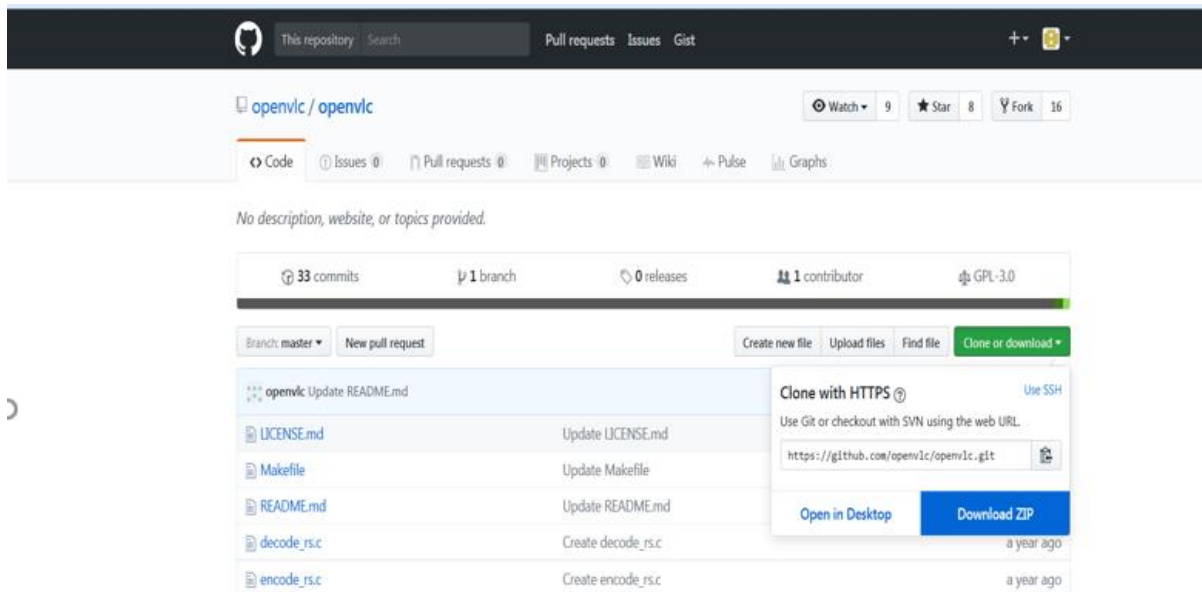 This repository Search Pull requests Issues Gist
openvlc / openvlc Watch 9 Star 8 Fork 16
Code Issues 0 Pull requests 0 Projects 0 Wiki Pulse Graphs
No description, website, or topics provided.
33 commits 1 branch 0 releases 1 contributor GPL-3.0
Branch: master New pull request Create new file Upload files Find file Clone or download
openvlc Update README.md
Clone with HTTPS Use SSH
Use Git or checkout with SVN using the web URL.
https://github.com/openvlc/openvlc.git
Open in Desktop Download ZIP
LICENSE.md Update LICENSE.md
Makefile Update Makefile
README.md Update README.md
decode_rs.c Create decode_rs.c a year ago
encode_rs.c Create encode_rs.c a year ago